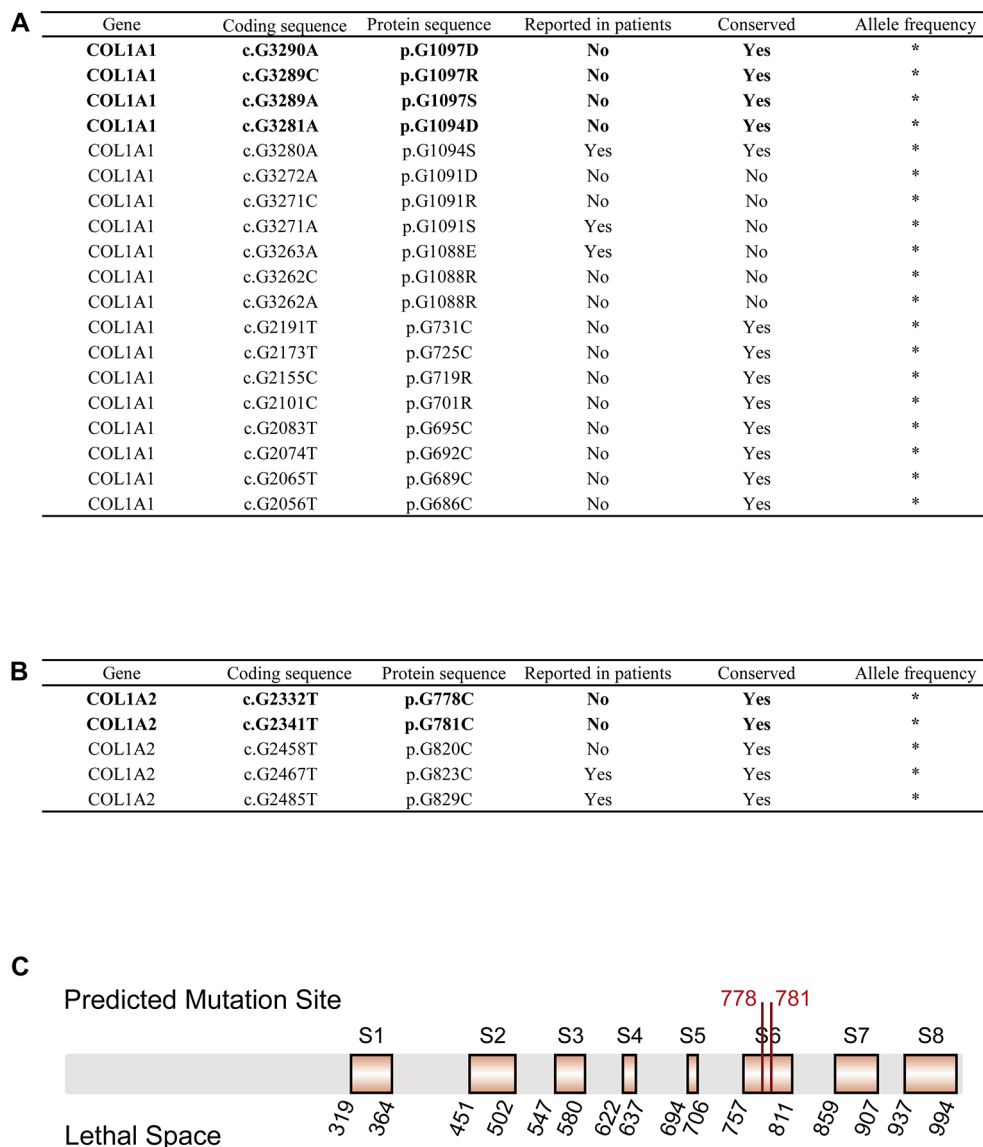 A
Gene Coding sequence Protein sequence Reported in patients Conserved Allele frequency
COL1A1 c.G3290A p.G1097D No Yes *
COL1A1 c.G3289C p.G1097R No Yes *
COL1A1 c.G3289A p.G1097S No Yes *
COL1A1 c.G3281A p.G1094D No Yes *
COL1A1 c.G3280A p.G1094S Yes Yes *
COL1A1 c.G3272A p.G1091D No No *
COL1A1 c.G3271C p.G1091R No No *
COL1A1 c.G3271A p.G1091S Yes No *
COL1A1 c.G3263A p.G1088E Yes No *
COL1A1 c.G3262C p.G1088R No No *
COL1A1 c.G3262A p.G1088R No No *
COL1A1 c.G2191T p.G731C No Yes *
COL1A1 c.G2173T p.G725C No Yes *
COL1A1 c.G2155C p.G719R No Yes *
COL1A1 c.G2101C p.G701R No Yes *
COL1A1 c.G2083T p.G695C No Yes *
COL1A1 c.G2074T p.G692C No Yes *
COL1A1 c.G2065T p.G689C No Yes *
COL1A1 c.G2056T p.G686C No Yes *
B
Gene Coding sequence Protein sequence Reported in patients Conserved Allele frequency
COL1A2 c.G2332T p.G778C No Yes *
COL1A2 c.G2341T p.G781C No Yes *
COL1A2 c.G2458T p.G820C No Yes *
COL1A2 c.G2467T p.G823C Yes Yes *
COL1A2 c.G2485T p.G829C Yes Yes *
C
Predicted Mutation Site 778 781
S1 S2 S3 S4 S5 S6 S7 S8
319 364 451 502 547 580 622 637 694 706 757 811 859 907 937 994
Lethal Space